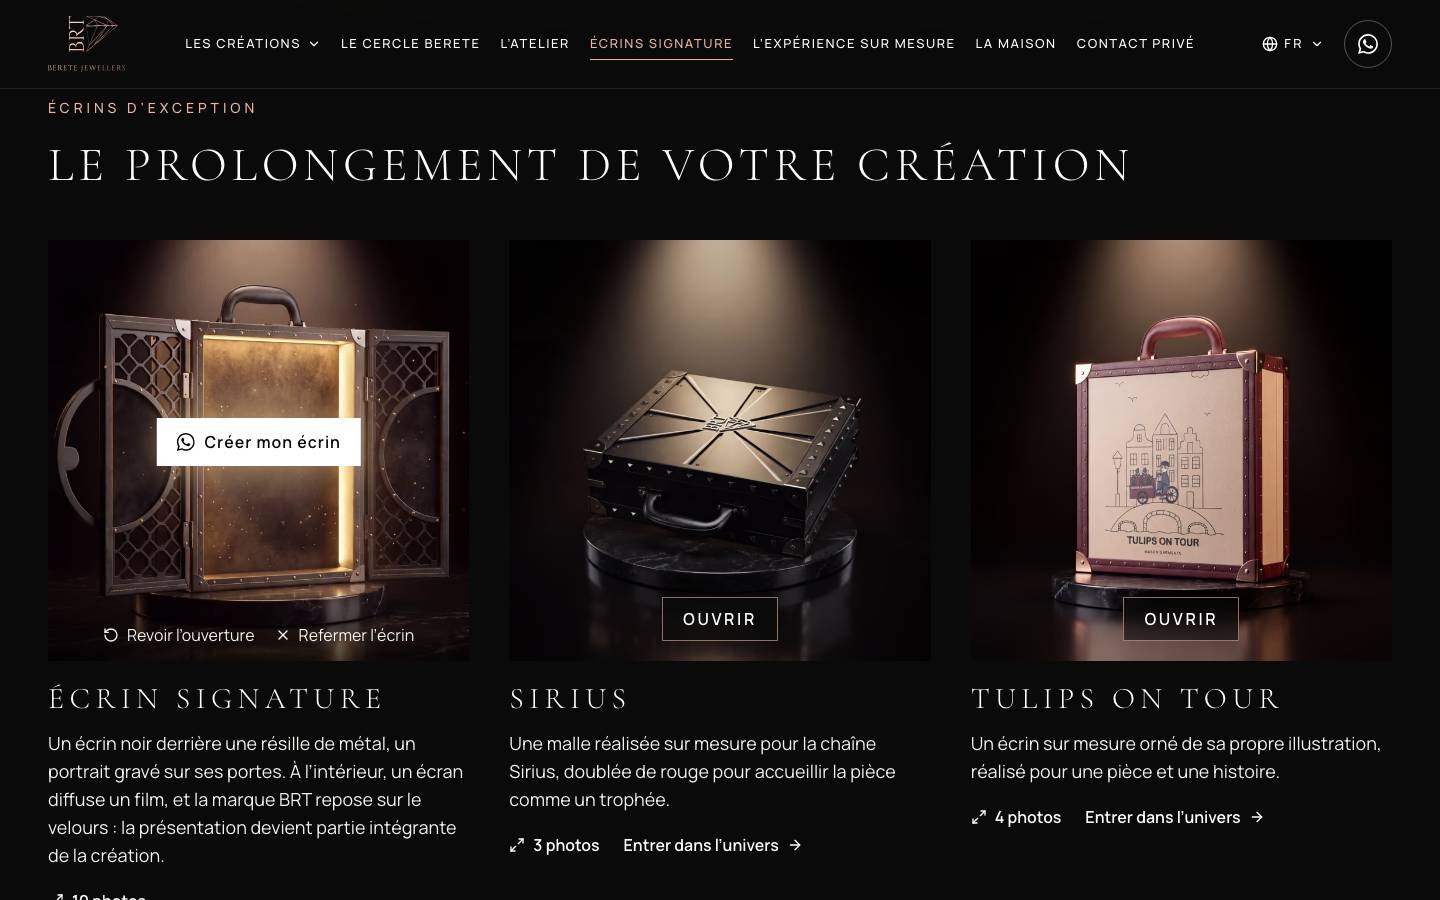 BRT
BERETE JEWELLERS
LES CRÉATIONS
LE CERCLE BERETE
L'ATELIER
ÉCRINS SIGNATURE
L'EXPÉRIENCE SUR MESURE
LA MAISON
CONTACT PRIVÉ
FR
ÉCRINS D'EXCEPTION
LE PROLONGEMENT DE VOTRE CRÉATION
Créer mon écrin
Revoir l'ouverture
Refermer l'écrin
OUVRIR
TULIPS ON TOUR
OUVRIR
ÉCRIN SIGNATURE
Un écrin noir derrière une résille de métal, un
portrait gravé sur ses portes. À l'intérieur, un écran
diffuse un film, et la marque BRT repose sur le
velours : la présentation devient partie intégrante
de la création.
10 photos
SIRIUS
Une malle réalisée sur mesure pour la chaîne
Sirius, doublée de rouge pour accueillir la pièce
comme un trophée.
3 photos
Entrer dans l'univers
TULIPS ON TOUR
Un écrin sur mesure orné de sa propre illustration,
réalisé pour une pièce et une histoire.
4 photos
Entrer dans l'univers